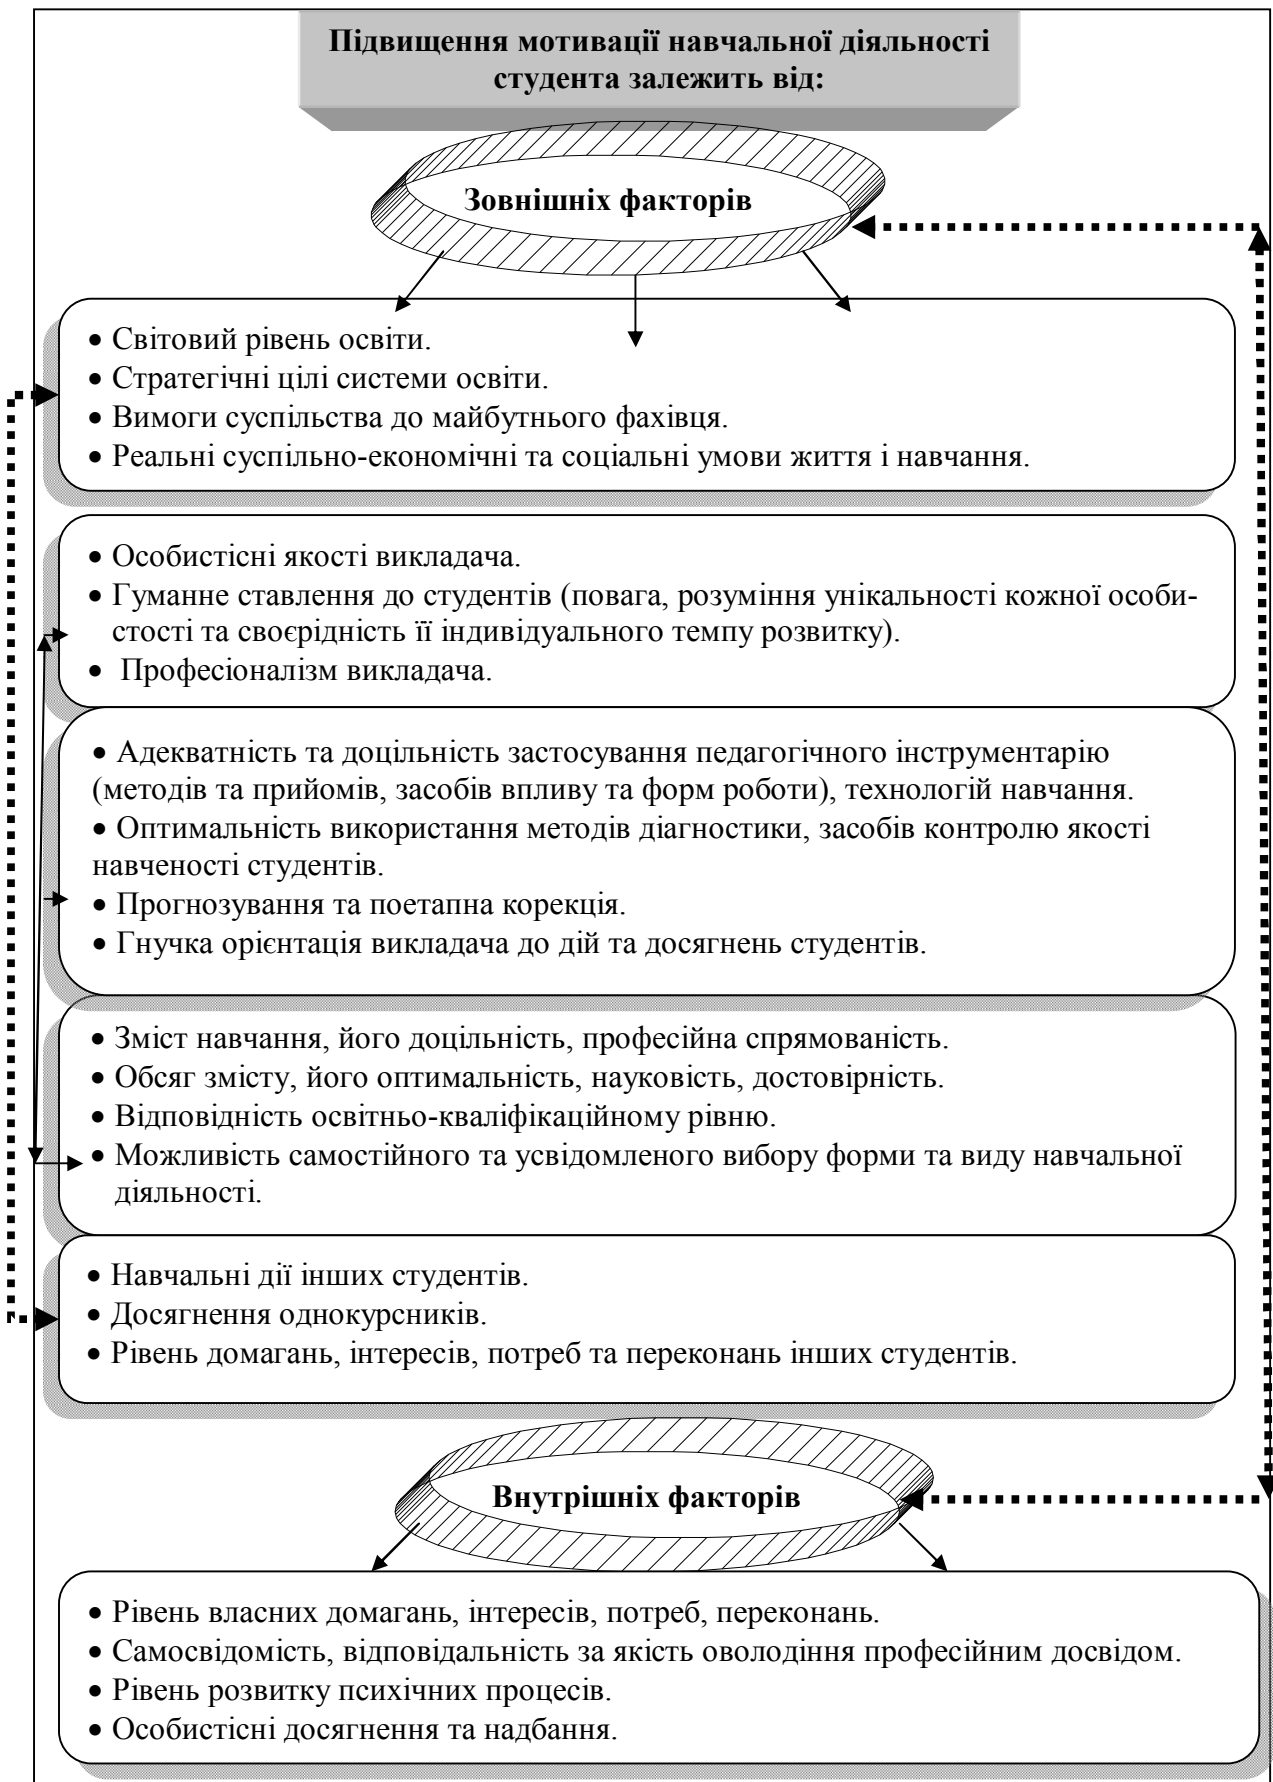 Підвищення мотивації навчальної діяльності
студента залежить від:
Зовнішніх факторів
• Світовий рівень освіти.
• Стратегічні цілі системи освіти.
• Вимоги суспільства до майбутнього фахівця.
• Реальні суспільно-економічні та соціальні умови життя і навчання.
• Особистісні якості викладача.
• Гуманне ставлення до студентів (повага, розуміння унікальності кожної особи-
стості та своєрідність її індивідуального темпу розвитку).
• Професіоналізм викладача.
• Адекватність та доцільність застосування педагогічного інструментарію
(методів та прийомів, засобів впливу та форм роботи), технологій навчання.
• Оптимальність використання методів діагностики, засобів контролю якості
навченості студентів.
• Прогнозування та поетапна корекція.
• Гнучка орієнтація викладача до дій та досягнень студентів.
• Зміст навчання, його доцільність, професійна спрямованість.
• Обсяг змісту, його оптимальність, науковість, достовірність.
• Відповідність освітньо-кваліфікаційному рівню.
• Можливість самостійного та усвідомленого вибору форми та виду навчальної
діяльності.
• Навчальні дії інших студентів.
• Досягнення однокурсників.
• Рівень домагань, інтересів, потреб та переконань інших студентів.
Внутрішніх факторів
• Рівень власних домагань, інтересів, потреб, переконань.
• Самосвідомість, відповідальність за якість оволодіння професійним досвідом.
• Рівень розвитку психічних процесів.
• Особистісні досягнення та надбання.